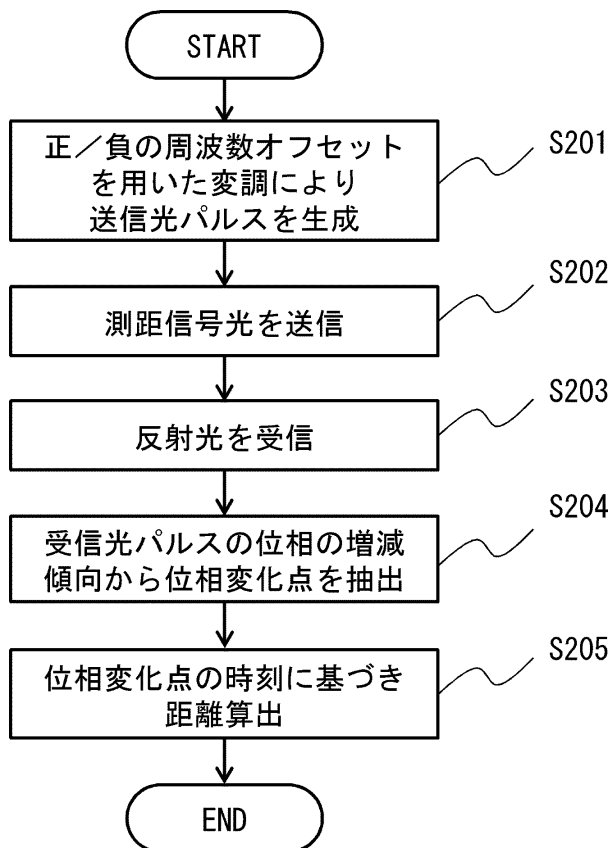 START
正／負の周波数オフセット
を用いた変調により
送信光パルスを生成
S201
測距信号光を送信
S202
反射光を受信
S203
受信光パルスの位相の増減
傾向から位相変化点を抽出
S204
位相変化点の時刻に基づき
距離算出
S205
END